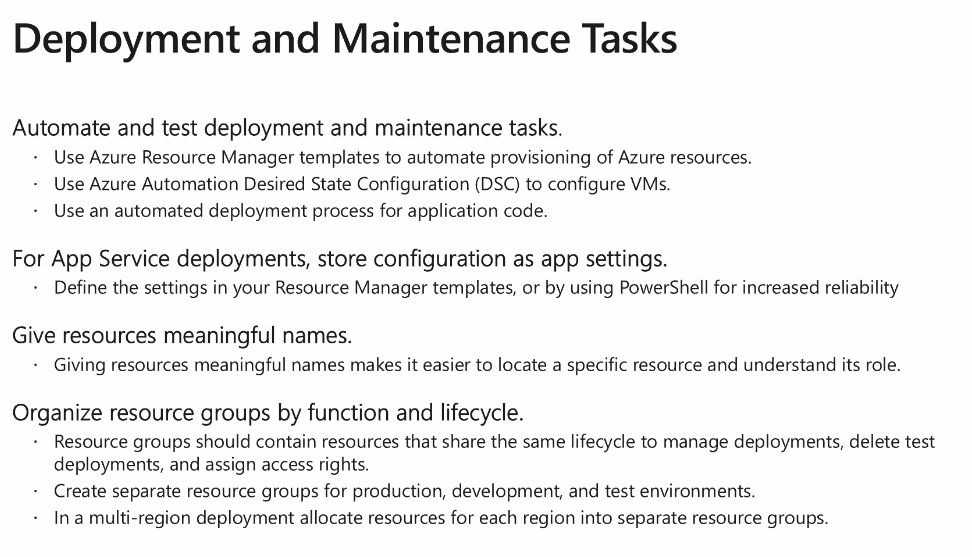 Deployment and Maintenance Tasks
Automate and test deployment and maintenance tasks.
· Use Azure Resource Manager templates to automate provisioning of Azure resources.
· Use Azure Automation Desired State Configuration (DSC) to configure VMs.
· Use an automated deployment process for application code.
For App Service deployments, store configuration as app settings.
· Define the settings in your Resource Manager templates, or by using PowerShell for increased reliability
Give resources meaningful names.
· Giving resources meaningful names makes it easier to locate a specific resource and understand its role.
Organize resource groups by function and lifecycle.
· Resource groups should contain resources that share the same lifecycle to manage deployments, delete test
deployments, and assign access rights.
· Create separate resource groups for production, development, and test environments.
· In a multi-region deployment allocate resources for each region into separate resource groups.